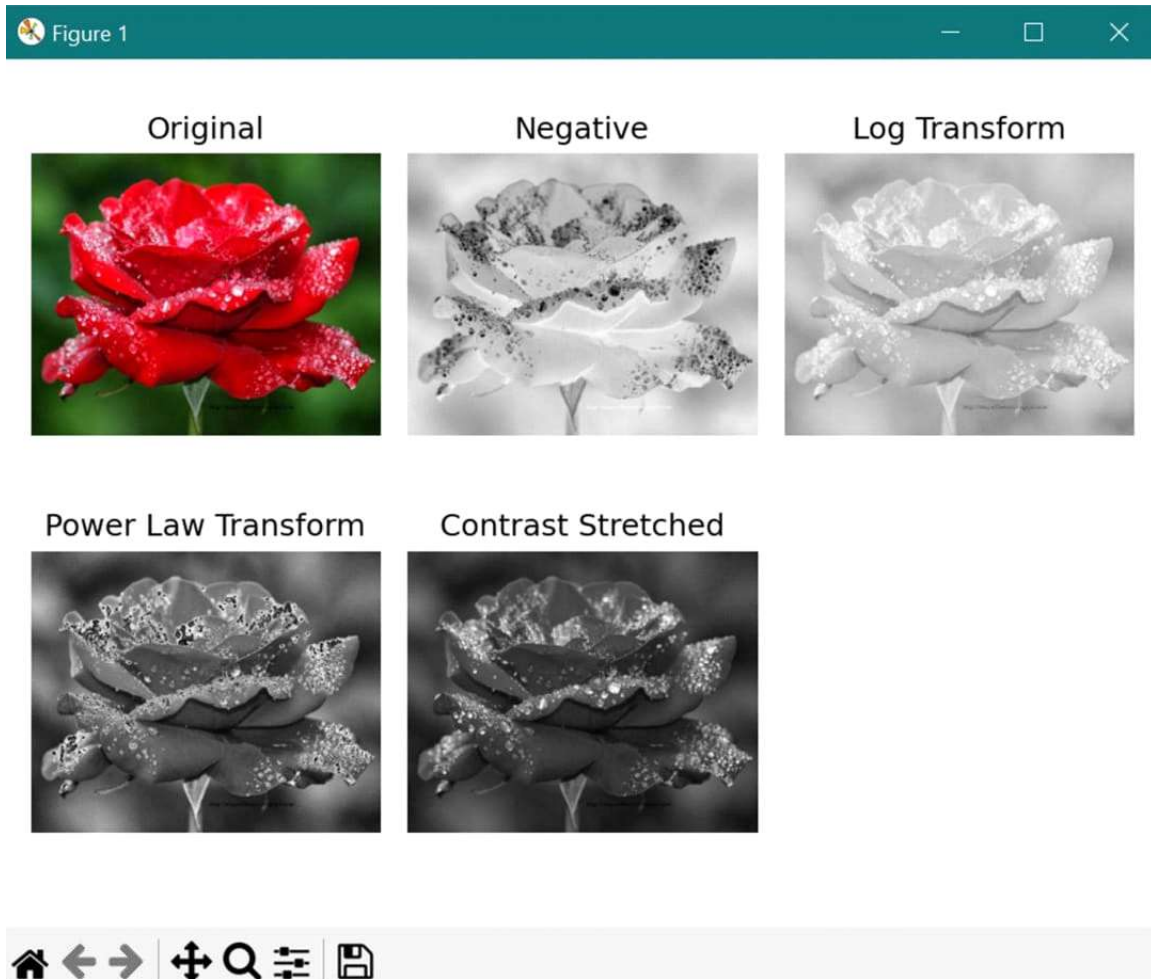 Figure 1
Original
Negative
Log Transform
Power Law Transform
Contrast Stretched